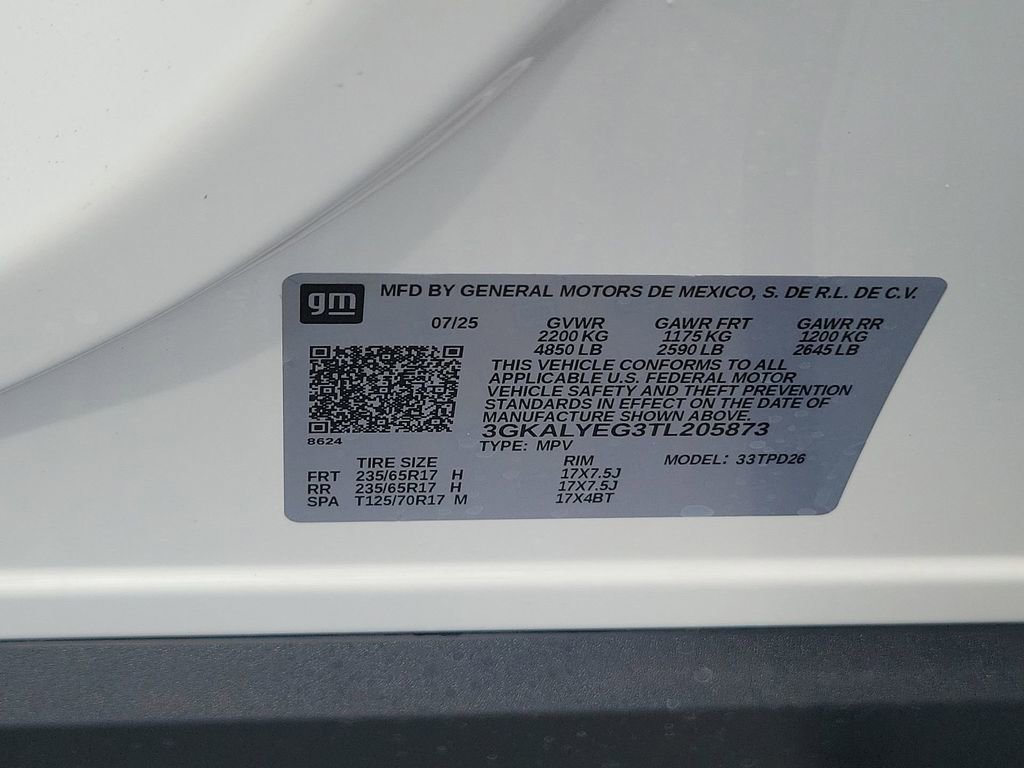 gm MFD BY GENERAL MOTORS DE MEXICO, S. DE R.L. DE C.V.
07/25 GVWR GAWR FRT GAWR RR
2200 KG 1175 KG 1200 KG
4850 LB 2590 LB 2645 LB
THIS VEHICLE CONFORMS TO ALL
APPLICABLE U.S. FEDERAL MOTOR
VEHICLE SAFETY AND THEFT PREVENTION
STANDARDS IN EFFECT ON THE DATE OF
MANUFACTURE SHOWN ABOVE.
3GKALYEG3TL205873
8624 TYPE: MPV
TIRE SIZE RIM MODEL: 33TPD26
FRT 235/65R17 H 17X7.5J
RR 235/65R17 H 17X7.5J
SPA T125/70R17 M 17X4BT